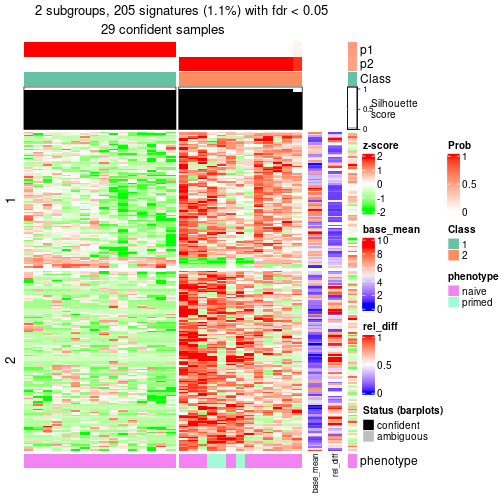 2 subgroups, 205 signatures (1.1%) with fdr < 0.05
29 confident samples
p1
p2
Class
1
0.5
0
Silhouette
score
1
2
z-score
2
1
0
-1
-2
base_mean
10
8
6
4
2
0
rel_diff
1
0.5
0
Status (barplots)
confident
ambiguous
Prob
1
0.5
0
Class
1
2
phenotype
naive
primed
base_mean
rel_diff
phenotype